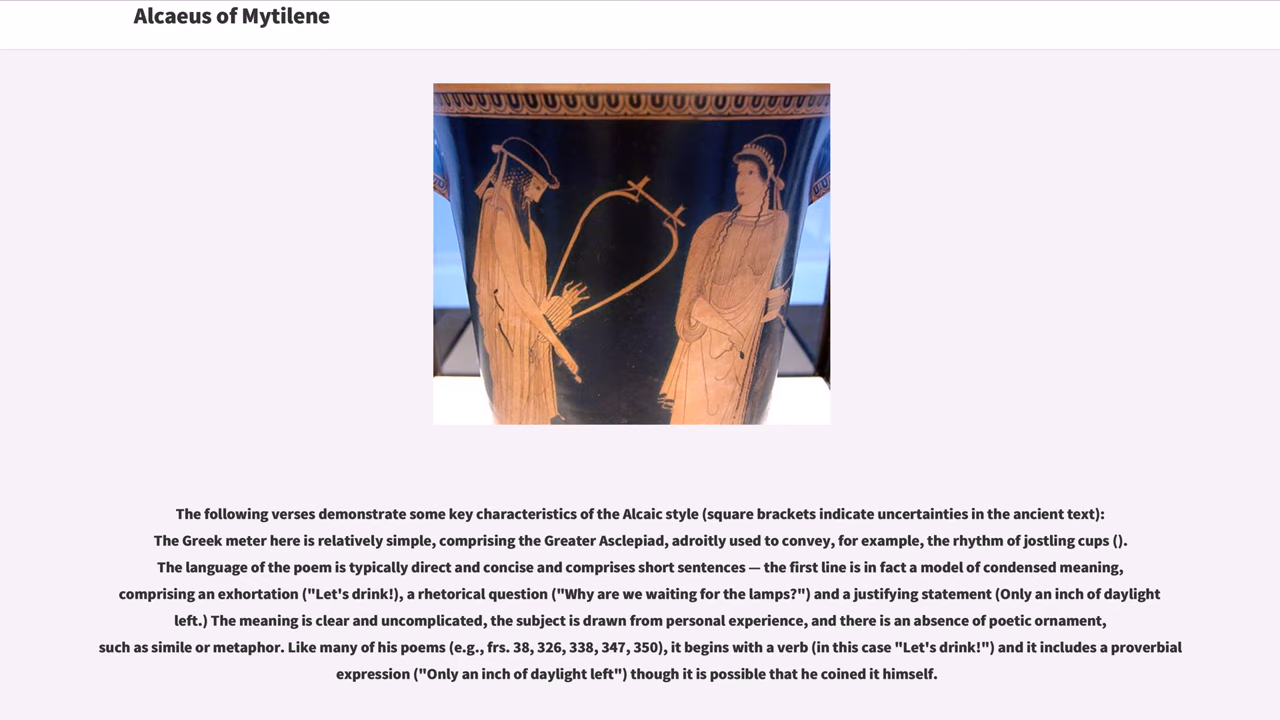 Alcaeus of Mytilene
The following verses demonstrate some key characteristics of the Alcaic style (square brackets indicate uncertainties in the ancient text):
The Greek meter here is relatively simple, comprising the Greater Asclepiad, adroitly used to convey, for example, the rhythm of jostling cups ().
The language of the poem is typically direct and concise and comprises short sentences — the first line is in fact a model of condensed meaning,
comprising an exhortation ("Let's drink!), a rhetorical question ("Why are we waiting for the lamps?") and a justifying statement (Only an inch of daylight
left.) The meaning is clear and uncomplicated, the subject is drawn from personal experience, and there is an absence of poetic ornament,
such as simile or metaphor. Like many of his poems (e.g., frs. 38, 326, 338, 347, 350), it begins with a verb (in this case "Let's drink!") and it includes a proverbial
expression ("Only an inch of daylight left") though it is possible that he coined it himself.